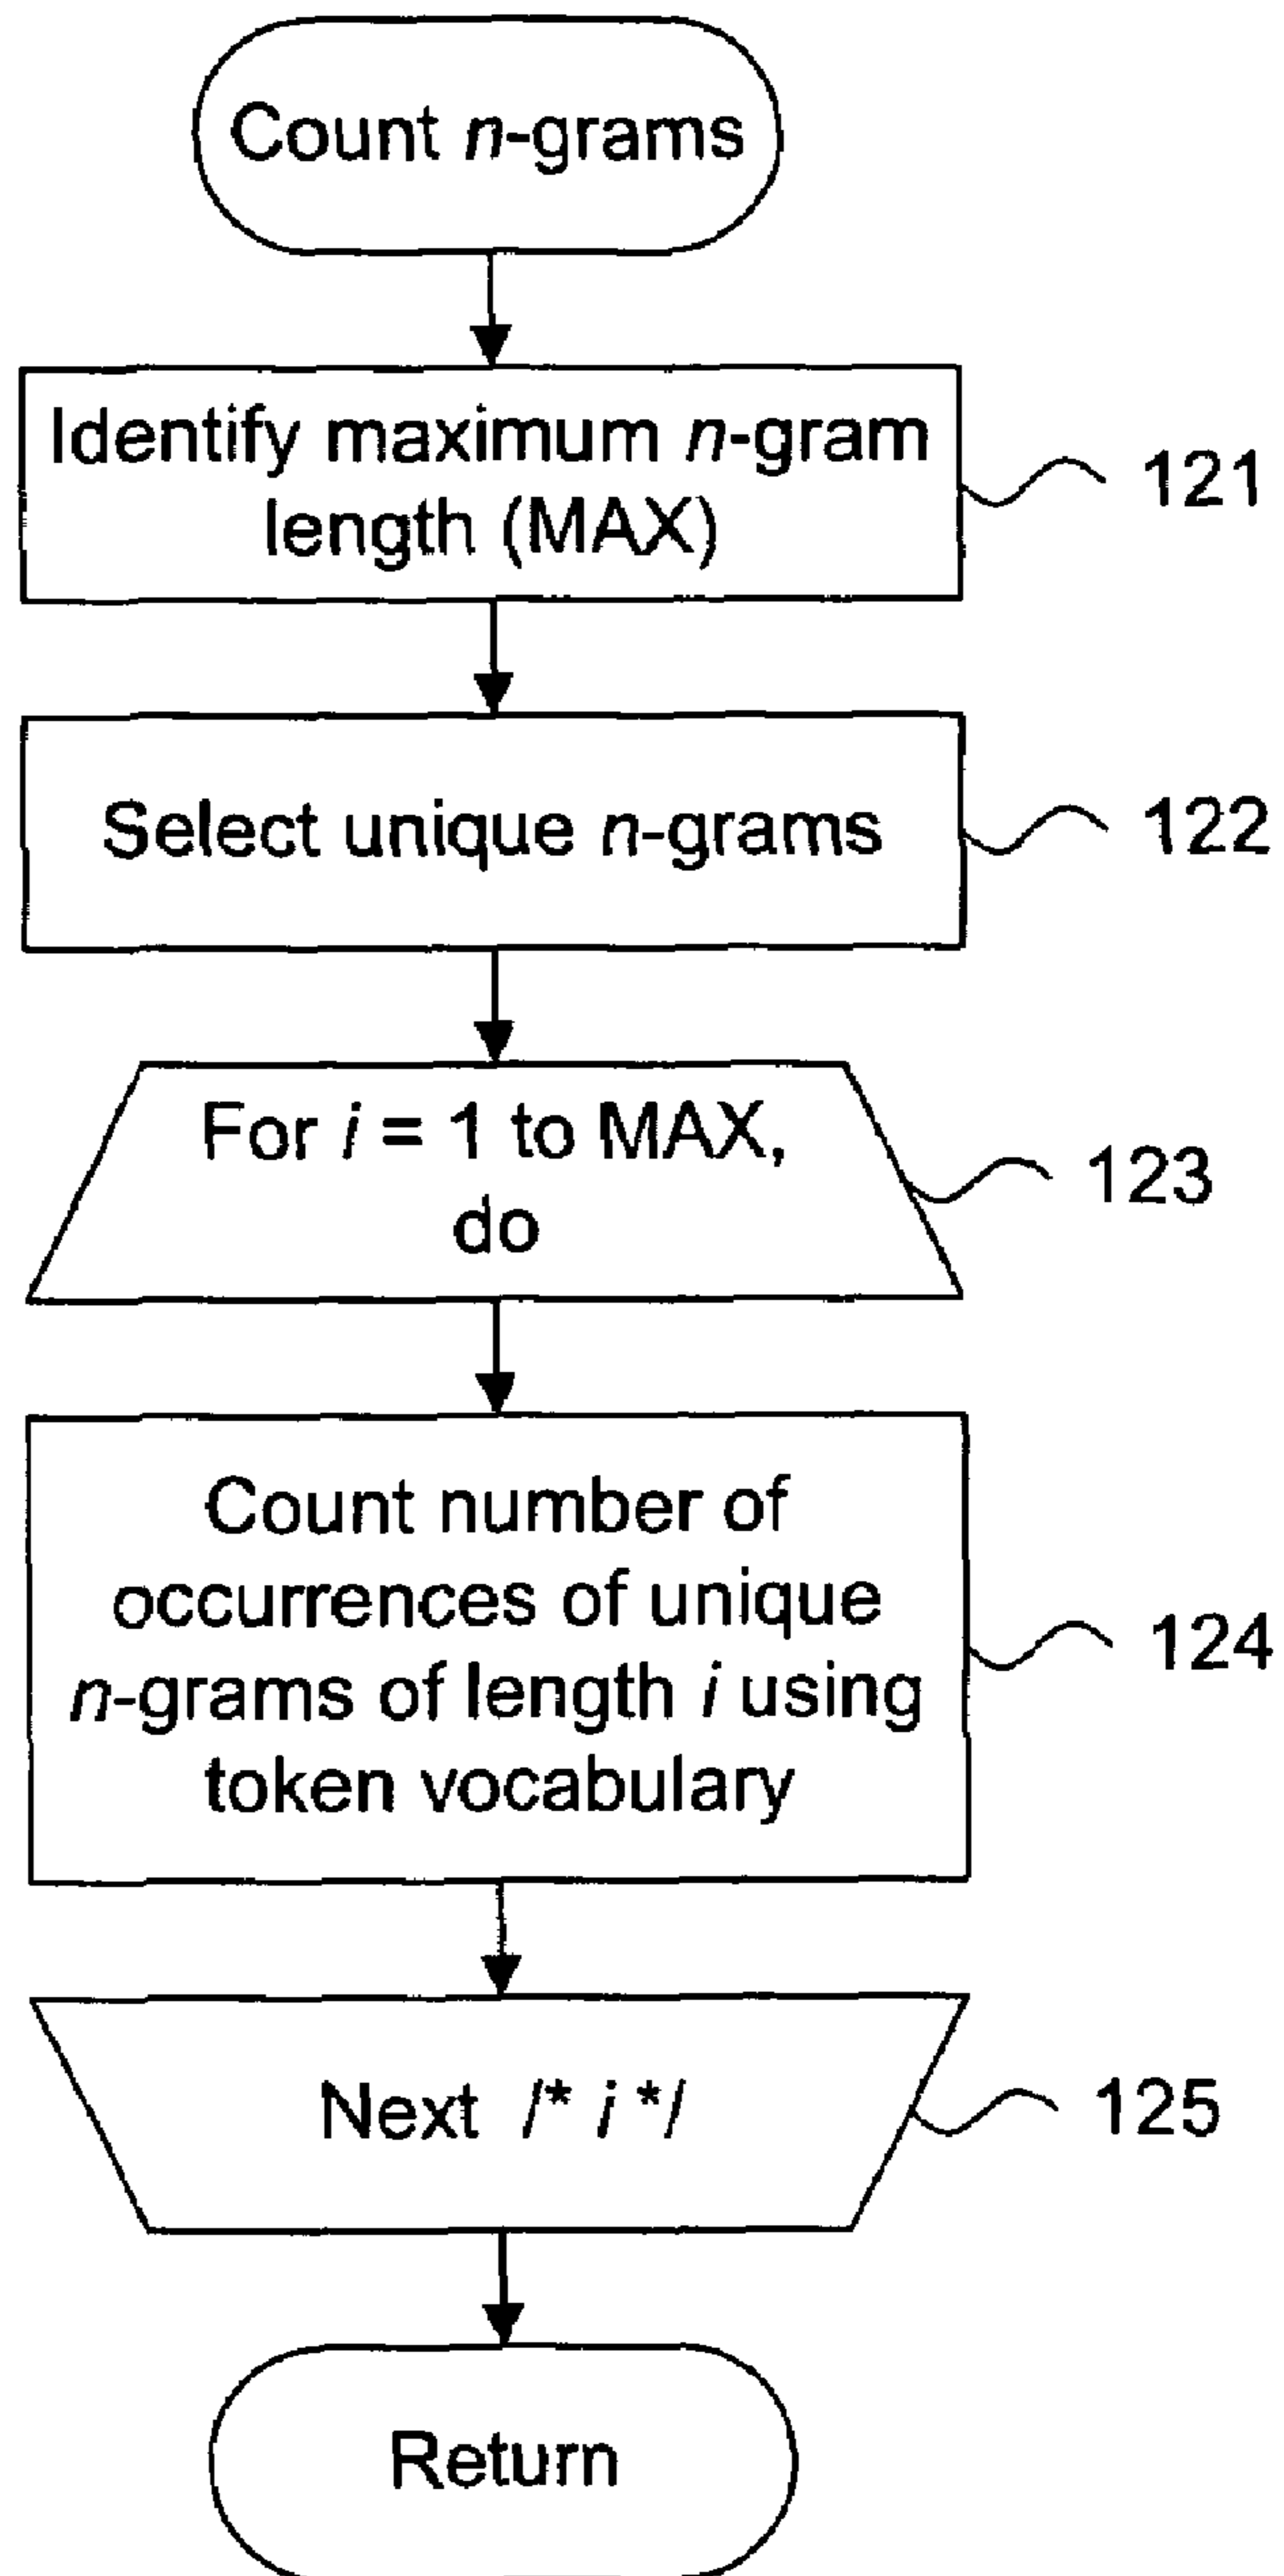 Count n-grams
Identify maximum n-gram
length (MAX)
121
Select unique n-grams
122
For i = 1 to MAX,
do
123
Count number of
occurrences of unique
n-grams of length i using
token vocabulary
124
Next /* i */
125
Return